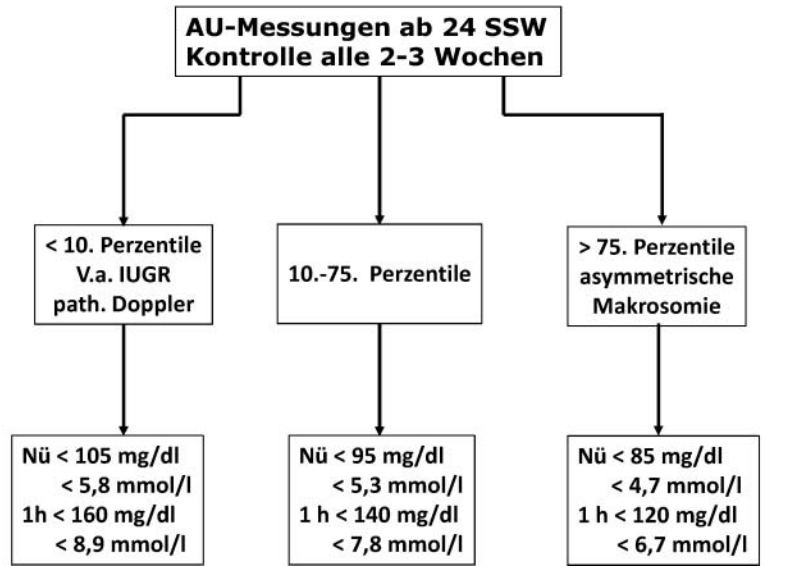 AU-Messungen ab 24 SSW
Kontrolle alle 2-3 Wochen
< 10. Perzentile
V.a. IUGR
path. Doppler
10.-75. Perzentile
> 75. Perzentile
asymmetrische
Makrosomie
Nü < 105 mg/dl
< 5,8 mmol/l
1h < 160 mg/dl
< 8,9 mmol/l
Nü < 95 mg/dl
< 5,3 mmol/l
1 h < 140 mg/dl
< 7,8 mmol/l
Nü < 85 mg/dl
< 4,7 mmol/l
1 h < 120 mg/dl
< 6,7 mmol/l